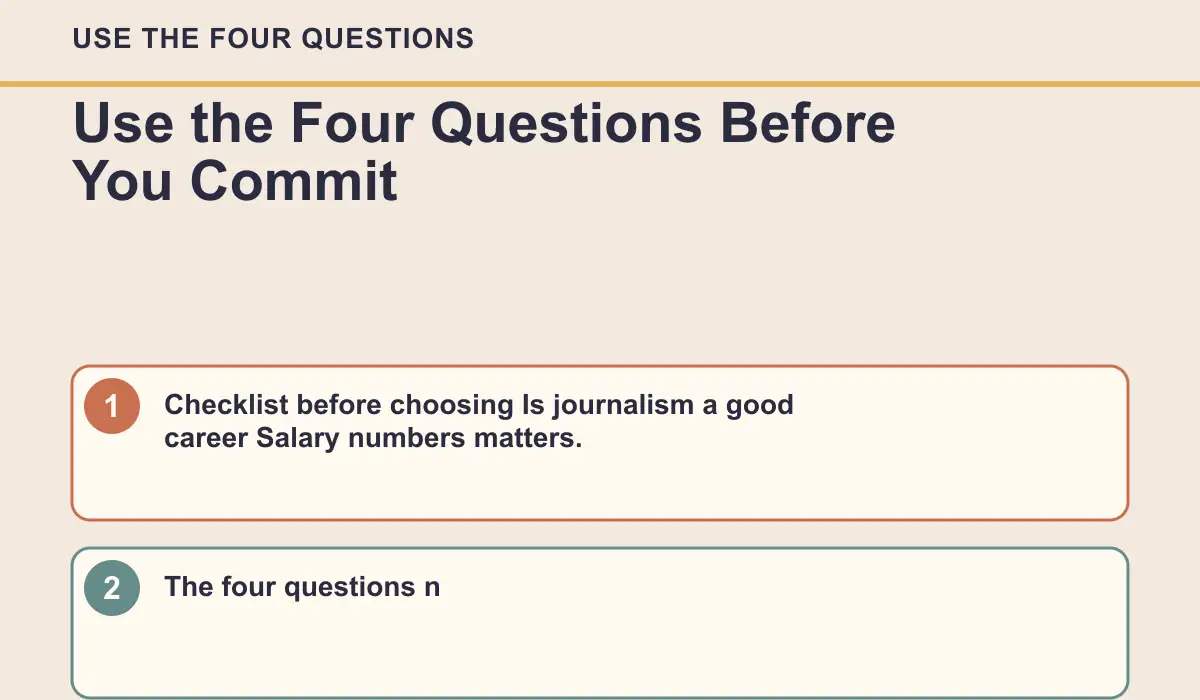 USE THE FOUR QUESTIONS
Use the Four Questions Before
You Commit
1
Checklist before choosing Is journalism a good
career Salary numbers matters.
2
The four questions n